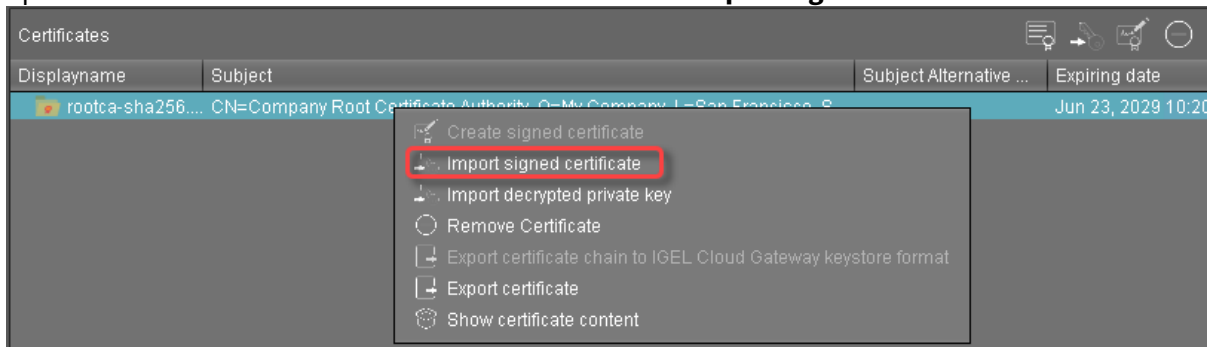 Certificates
Displayname Subject Subject Alternative ... Expiring date
rootca-sha256.... CN=Company Root Certificate Authority, O=My Company, L=San Francisco, S... Jun 23, 2029 10:20
Create signed certificate
Import signed certificate
Import decrypted private key
Remove Certificate
Export certificate chain to IGEL Cloud Gateway keystore format
Export certificate
Show certificate content